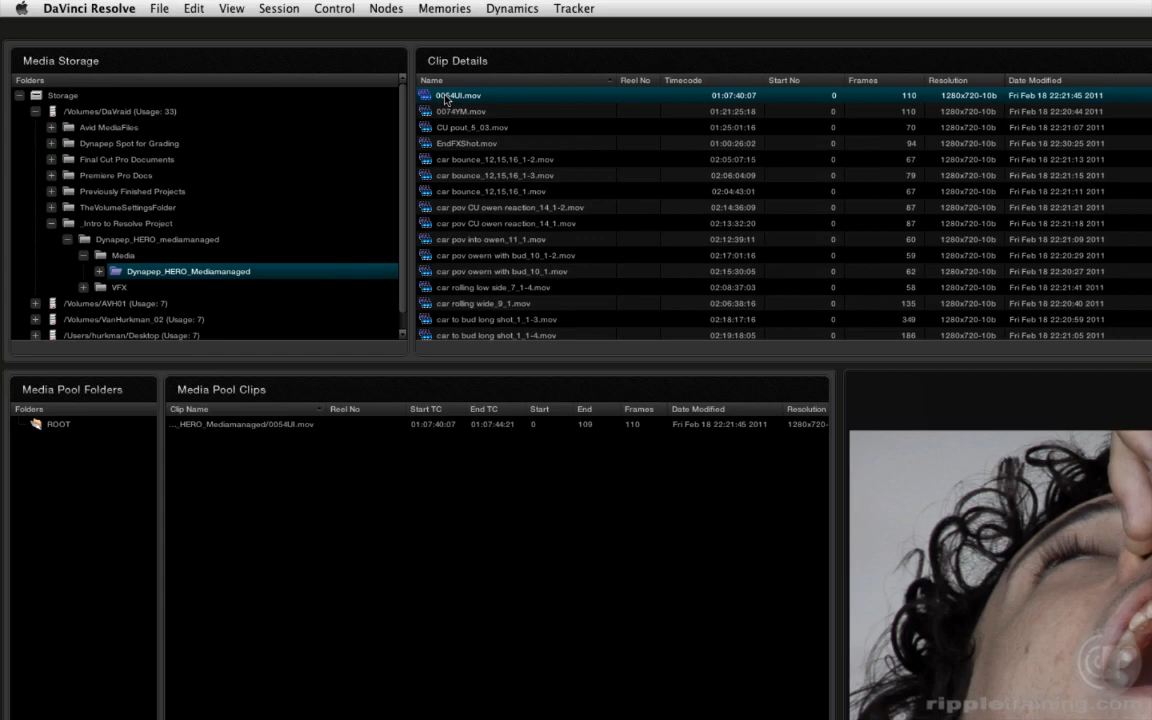 DaVinci Resolve File Edit View Session Control Nodes Memories Dynamics Tracker
Media Storage
Folders
Storage
/Volumes/DaVraid (Usage: 33)
Avid MediaFiles
Dynapep Spot for Grading
Final Cut Pro Documents
Premiere Pro Docs
Previously Finished Projects
TheVolumeSettingsFolder
_Intro to Resolve Project
Dynapep_HERO_mediamanaged
Media
Dynapep_HERO_Mediamanaged
VFX
/Volumes/AVH01 (Usage: 7)
/Volumes/VanHurkman_02 (Usage: 7)
/Users/hurkman/Desktop (Usage: 7)
Clip Details
Name Reel No Timecode Start No Frames Resolution Date Modified
0054UI.mov 01:07:40:07 0 110 1280x720-10b Fri Feb 18 22:21:45 2011
0074YM.mov 01:21:25:18 0 110 1280x720-10b Fri Feb 18 22:20:44 2011
CU pout_5_03.mov 01:25:01:16 0 70 1280x720-10b Fri Feb 18 22:21:07 2011
EndFXShot.mov 01:00:26:02 0 94 1280x720-10b Fri Feb 18 22:30:25 2011
car bounce_12,15,16_1-2.mov 02:05:07:15 0 67 1280x720-10b Fri Feb 18 22:21:13 2011
car bounce_12,15,16_1-3.mov 02:06:04:09 0 79 1280x720-10b Fri Feb 18 22:21:15 2011
car bounce_12,15,16_1.mov 02:04:43:01 0 67 1280x720-10b Fri Feb 18 22:21:11 2011
car pov CU owen reaction_14_1-2.mov 02:14:36:09 0 87 1280x720-10b Fri Feb 18 22:21:21 2011
car pov CU owen reaction_14_1.mov 02:13:32:20 0 87 1280x720-10b Fri Feb 18 22:21:18 2011
car pov into owen_11_1.mov 02:12:39:11 0 60 1280x720-10b Fri Feb 18 22:21:09 2011
car pov owern with bud_10_1-2.mov 02:17:01:16 0 59 1280x720-10b Fri Feb 18 22:20:29 2011
car pov owern with bud_10_1.mov 02:15:30:05 0 62 1280x720-10b Fri Feb 18 22:20:27 2011
car rolling low side_7_1-4.mov 02:08:37:03 0 58 1280x720-10b Fri Feb 18 22:21:41 2011
car rolling wide_9_1.mov 02:06:38:16 0 135 1280x720-10b Fri Feb 18 22:20:40 2011
car to bud long shot_1_1-3.mov 02:18:17:16 0 349 1280x720-10b Fri Feb 18 22:20:59 2011
car to bud long shot_1_1-4.mov 02:19:18:05 0 186 1280x720-10b Fri Feb 18 22:21:05 2011
Media Pool Folders
Folders
ROOT
Media Pool Clips
Clip Name Reel No Start TC End TC Start End Frames Date Modified Resolution
..._HERO_Mediamanaged/0054UI.mov 01:07:40:07 01:07:44:21 0 109 110 Fri Feb 18 22:21:45 2011 1280x720-
rippletraining.com